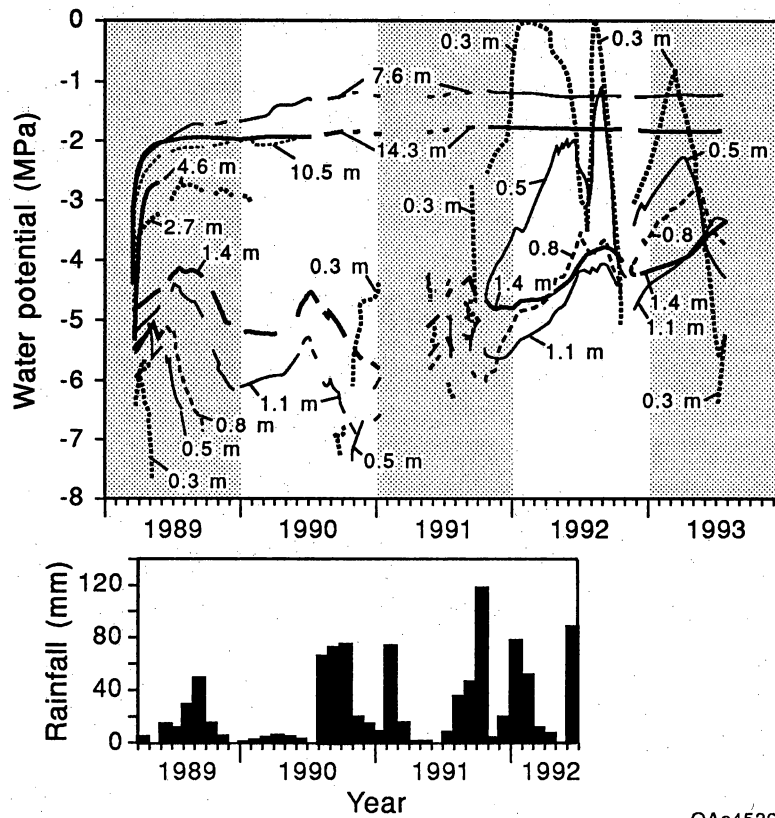 0
-1
-2
-3
-4
-5
-6
-7
-8
Water potential (MPa)
0.3 m
0.3 m
7.6 m
14.3 m
10.5 m
4.6 m
2.7 m
1.4 m
0.5
0.5 m
0.3 m
0.3 m
0.8
0.8
1.4 m
1.4 m
1.1 m
1.1 m
1.1 m
0.8 m
0.5 m
0.5 m
0.3 m
0.3 m
1989
1990
1991
1992
1993
120
80
40
0
Rainfall (mm)
1989
1990
1991
1992
Year